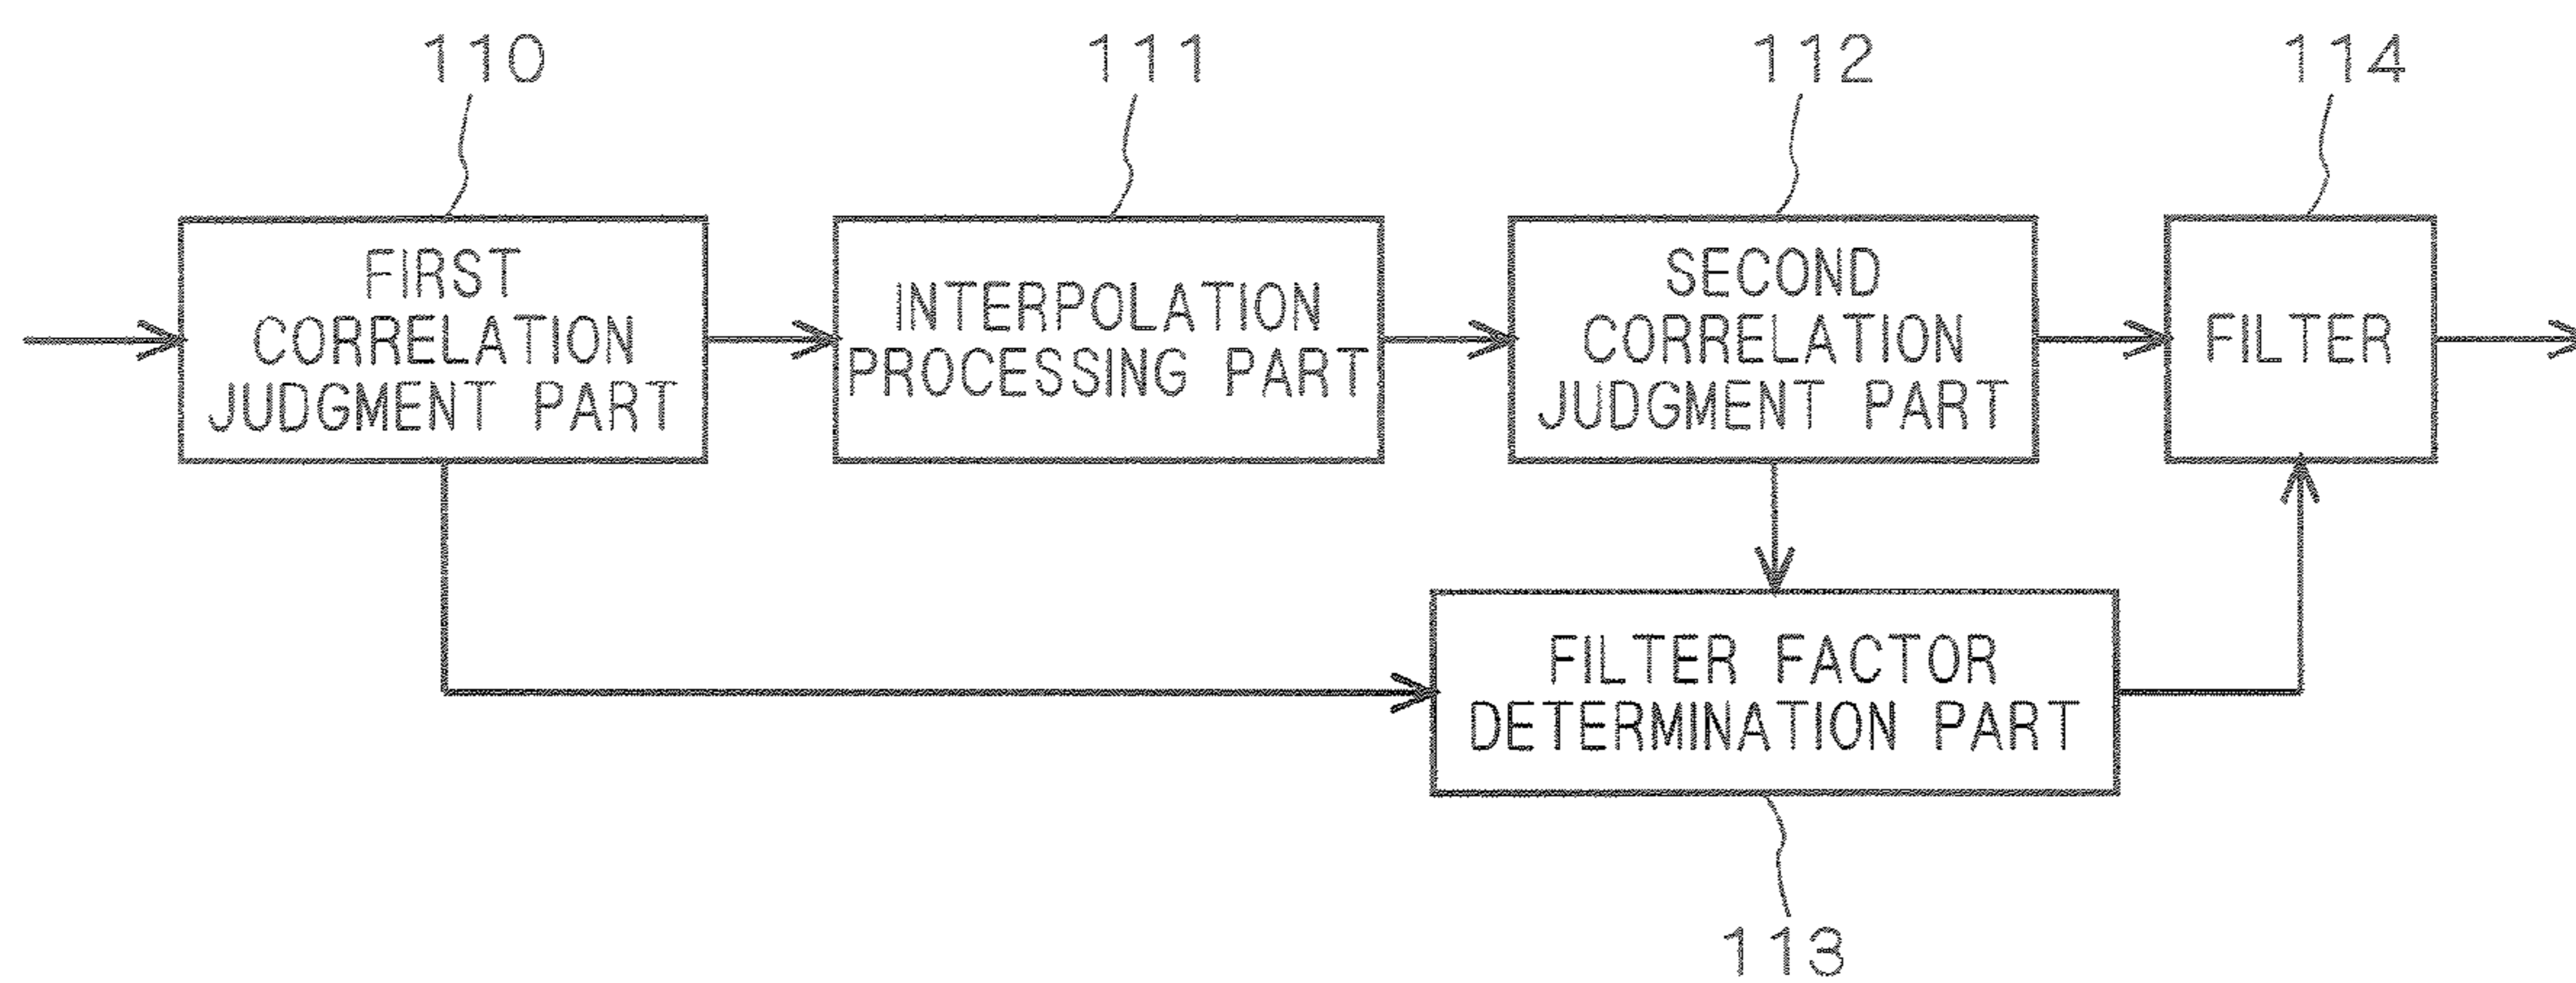 110
111
112
114
FIRST
CORRELATION
JUDGMENT PART
INTERPOLATION
PROCESSING PART
SECOND
CORRELATION
JUDGMENT PART
FILTER
FILTER FACTOR
DETERMINATION PART
113